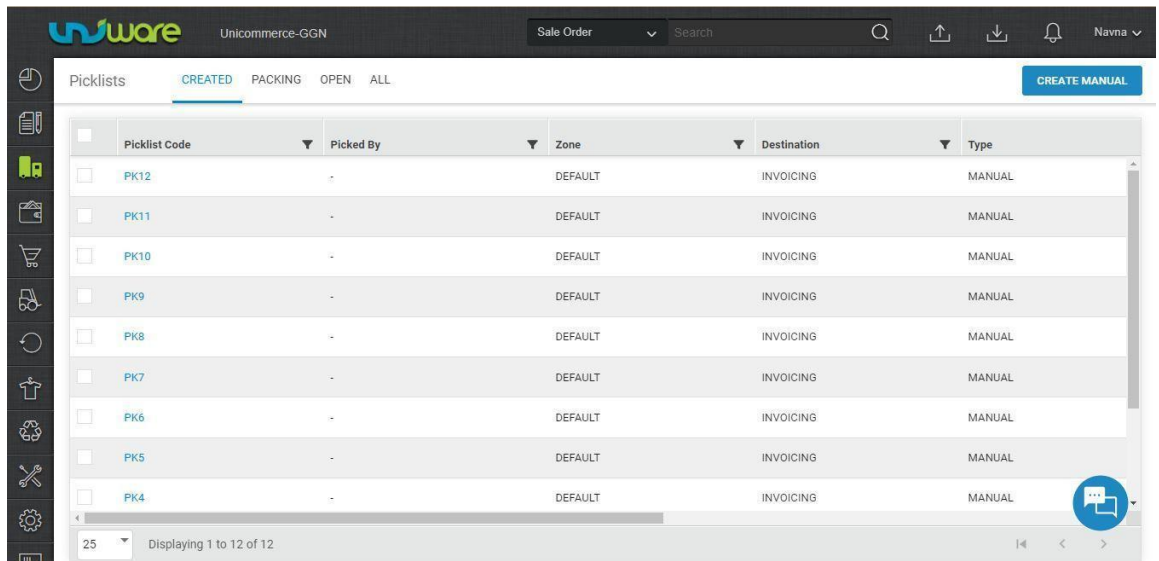 uniware Unicommerce-GGN Sale Order Search Navna
Picklists CREATED PACKING OPEN ALL CREATE MANUAL
Picklist Code Picked By Zone Destination Type
PK12 - DEFAULT INVOICING MANUAL
PK11 - DEFAULT INVOICING MANUAL
PK10 - DEFAULT INVOICING MANUAL
PK9 - DEFAULT INVOICING MANUAL
PK8 - DEFAULT INVOICING MANUAL
PK7 - DEFAULT INVOICING MANUAL
PK6 - DEFAULT INVOICING MANUAL
PK5 - DEFAULT INVOICING MANUAL
PK4 - DEFAULT INVOICING MANUAL
25 Displaying 1 to 12 of 12